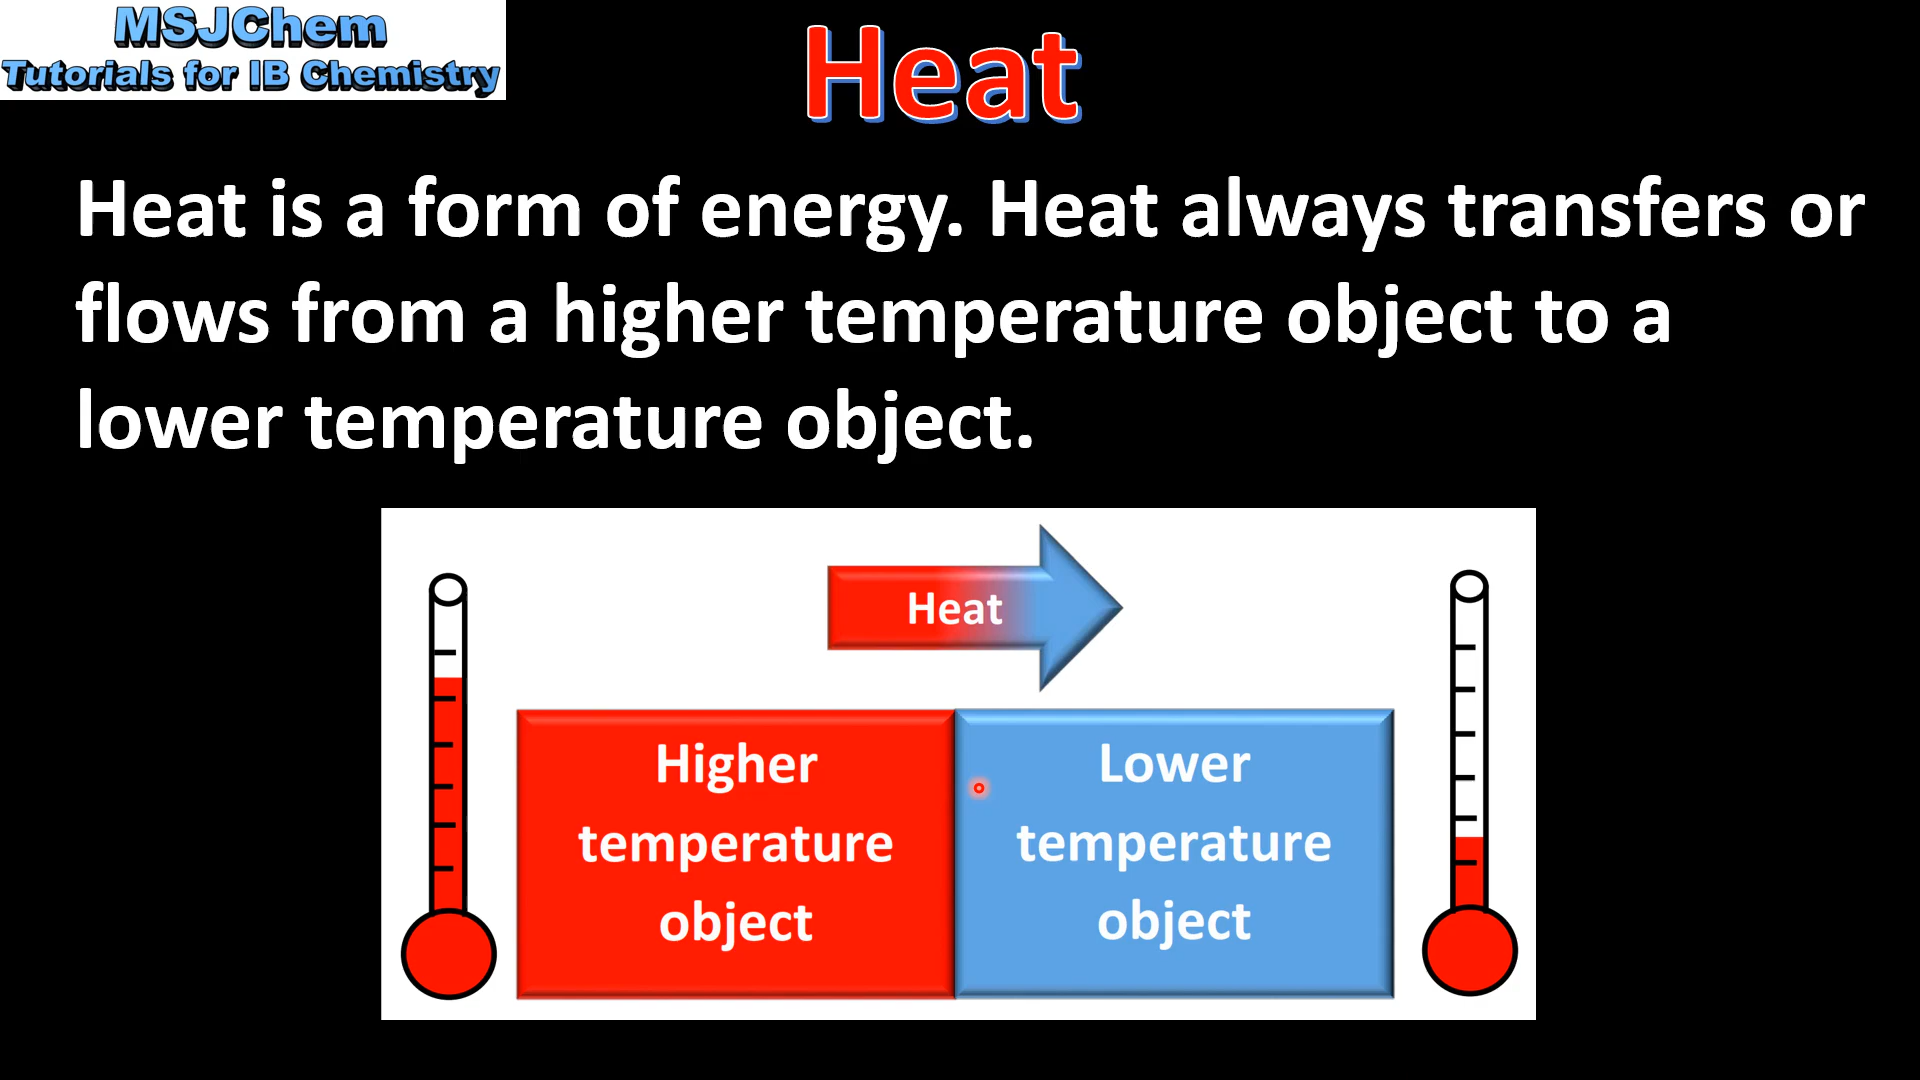 MSJChem
Tutorials for IB Chemistry
Heat
Heat is a form of energy. Heat always transfers or
flows from a higher temperature object to a
lower temperature object.
Heat
Higher
temperature
object
Lower
temperature
object